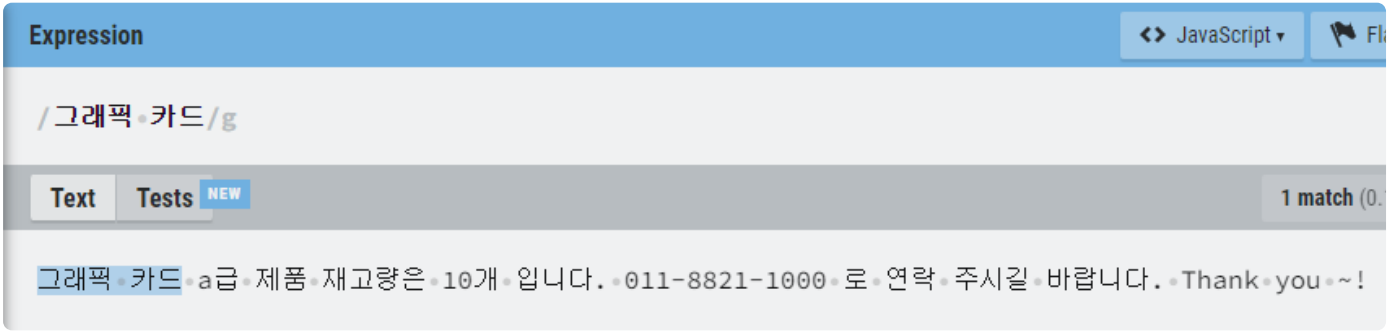 Expression <> JavaScript ▾
/그래픽 카드/g
Text Tests NEW 1 match
그래픽 카드 a급 제품 재고량은 10개 입니다. 011-8821-1000 로 연락 주시길 바랍니다. Thank you ~!